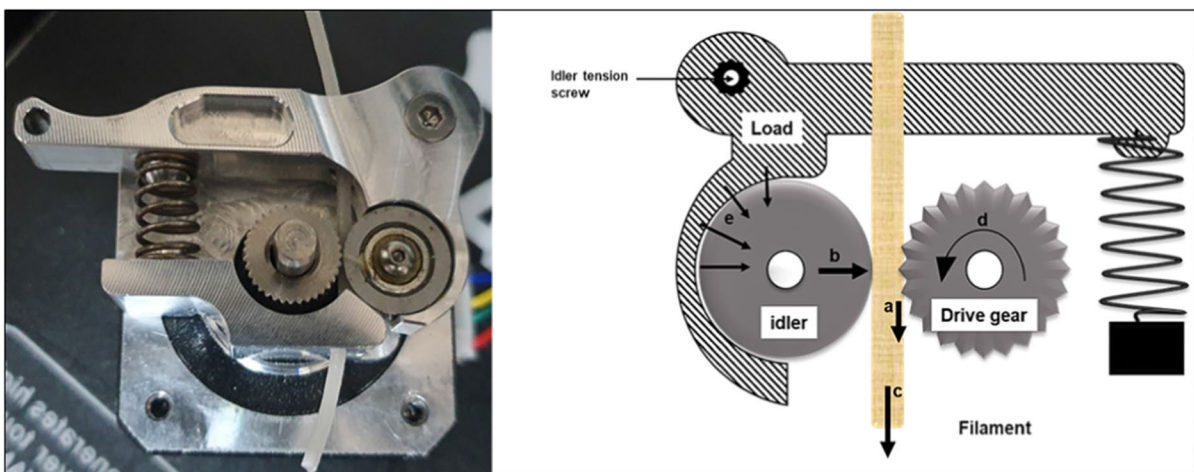 Idler tension
screw
Load
e
d
b
a
idler
Drive gear
c
Filament